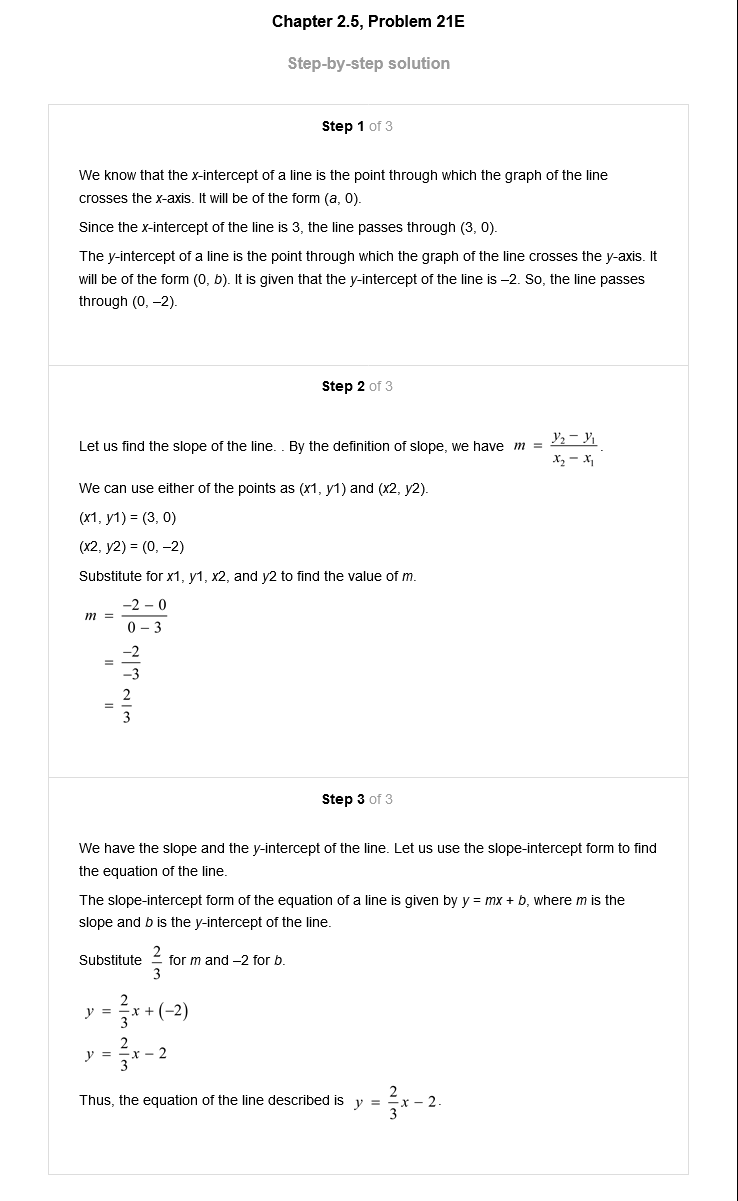 Chapter 2.5, Problem 21E
Step-by-step solution
Step 1 of 3
We know that the x-intercept of a line is the point through which the graph of the line
crosses the x-axis. It will be of the form (a, 0).
Since the x-intercept of the line is 3, the line passes through (3, 0).
The y-intercept of a line is the point through which the graph of the line crosses the y-axis. It
will be of the form (0, b). It is given that the y-intercept of the line is –2. So, the line passes
through (0, –2).
Step 2 of 3
Let us find the slope of the line. . By the definition of slope, we have m = (y₂ − y₁)/(x₂ − x₁).
We can use either of the points as (x1, y1) and (x2, y2).
(x1, y1) = (3, 0)
(x2, y2) = (0, –2)
Substitute for x1, y1, x2, and y2 to find the value of m.
m = (−2 − 0)/(0 − 3)
= −2/−3
= 2/3
Step 3 of 3
We have the slope and the y-intercept of the line. Let us use the slope-intercept form to find
the equation of the line.
The slope-intercept form of the equation of a line is given by y = mx + b, where m is the
slope and b is the y-intercept of the line.
Substitute 2/3 for m and –2 for b.
y = 2/3 x + (−2)
y = 2/3 x − 2
Thus, the equation of the line described is y = 2/3 x − 2.